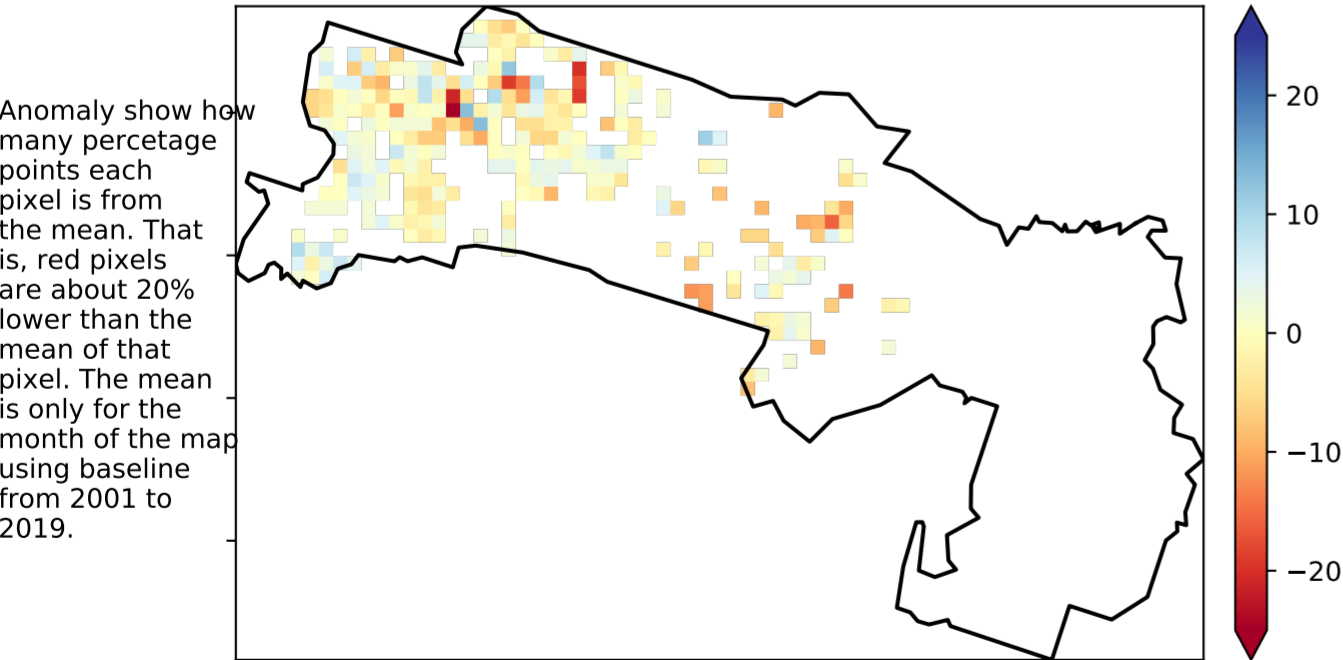 Anomaly show how
many percetage
points each
pixel is from
the mean. That
is, red pixels
are about 20%
lower than the
mean of that
pixel. The mean
is only for the
month of the map
using baseline
from 2001 to
2019.
20
10
0
−10
−20